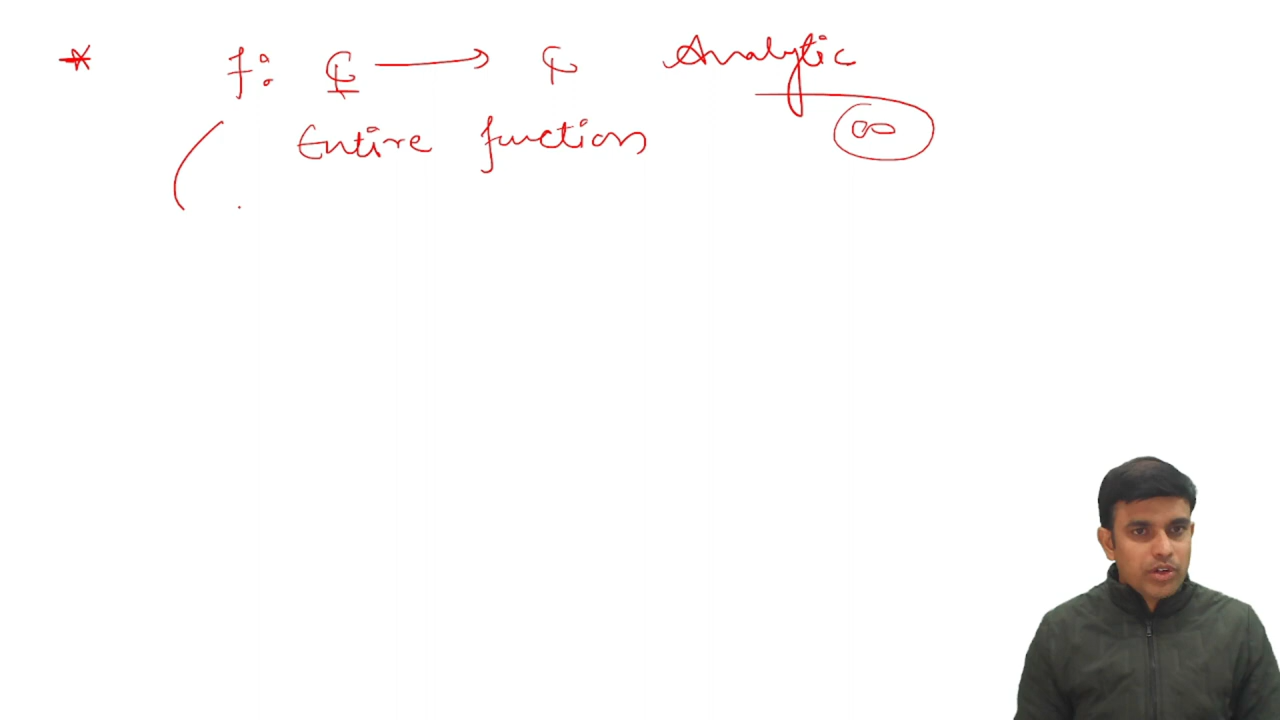 * f: ℂ ⟶ ℂ Analytic
∞
Entire function
(